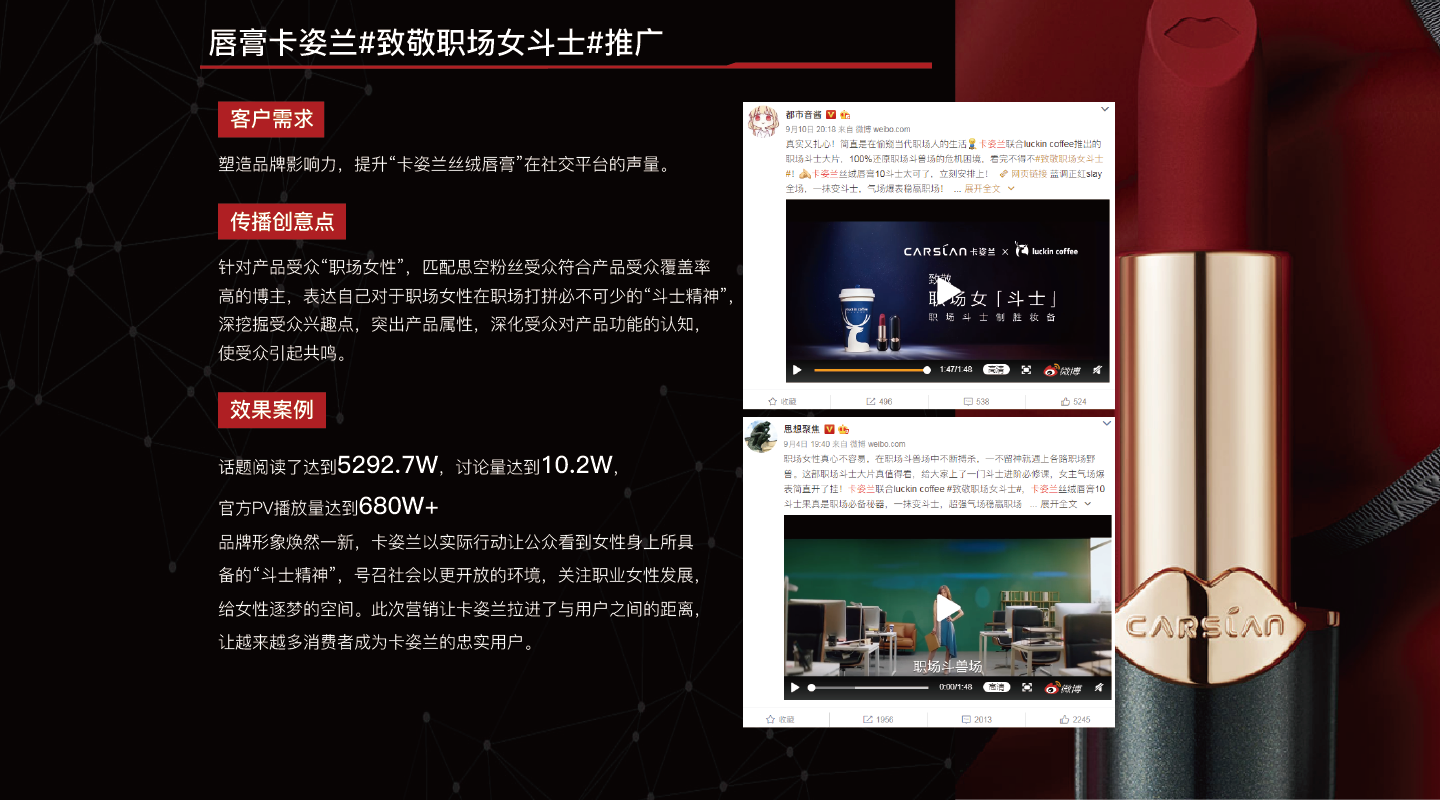 唇膏卡姿兰#致敬职场女斗士#推广
客户需求
塑造品牌影响力，提升“卡姿兰丝绒唇膏”在社交平台的声量。
传播创意点
针对产品受众“职场女性”，匹配思空粉丝受众符合产品受众覆盖率
高的博主，表达自己对于职场女性在职场打拼必不可少的“斗士精神”，
深挖掘受众兴趣点，突出产品属性，深化受众对产品功能的认知，
使受众引起共鸣。
效果案例
话题阅读了达到5292.7W，讨论量达到10.2W，
官方PV播放量达到680W+
品牌形象焕然一新，卡姿兰以实际行动让公众看到女性身上所具
备的“斗士精神”，号召社会以更开放的环境，关注职业女性发展，
给女性逐梦的空间。此次营销让卡姿兰拉进了与用户之间的距离，
让越来越多消费者成为卡姿兰的忠实用户。
都市音酱
9月10日 20:18 来自 微博 weibo.com
真实又扎心！简直是在偷窥当代职场人的生活 卡姿兰联合luckin coffee推出的
职场斗士大片，100%还原职场斗兽场的危机困境，看完不得不#致敬职场女斗士
#！卡姿兰丝绒唇膏10斗士太可了，立刻安排上！ 网页链接 蓝调正红slay
全场，一抹变斗士，气场爆表稳赢职场！ ... 展开全文
CARSLAN 卡姿兰 × luckin coffee
致敬
职场女「斗士」
职场斗士制胜妆备
1:47/1:48 高清 微博
收藏 496 538 524
思想聚焦
9月4日 19:40 来自 微博 weibo.com
职场女性真心不容易，在职场斗兽场中不断搏杀，一不留神就遇上各路职场野
兽。这部职场斗士大片真值得看，给大家上了一门斗士进阶必修课，女主气场爆
表简直开了挂！卡姿兰联合luckin coffee #致敬职场女斗士#，卡姿兰丝绒唇膏10
斗士果真是职场必备秘器，一抹变斗士，超强气场稳赢职场 ... 展开全文
职场斗兽场
0:00/1:48 高清 微博
收藏 1956 2013 2245
CARSLAN